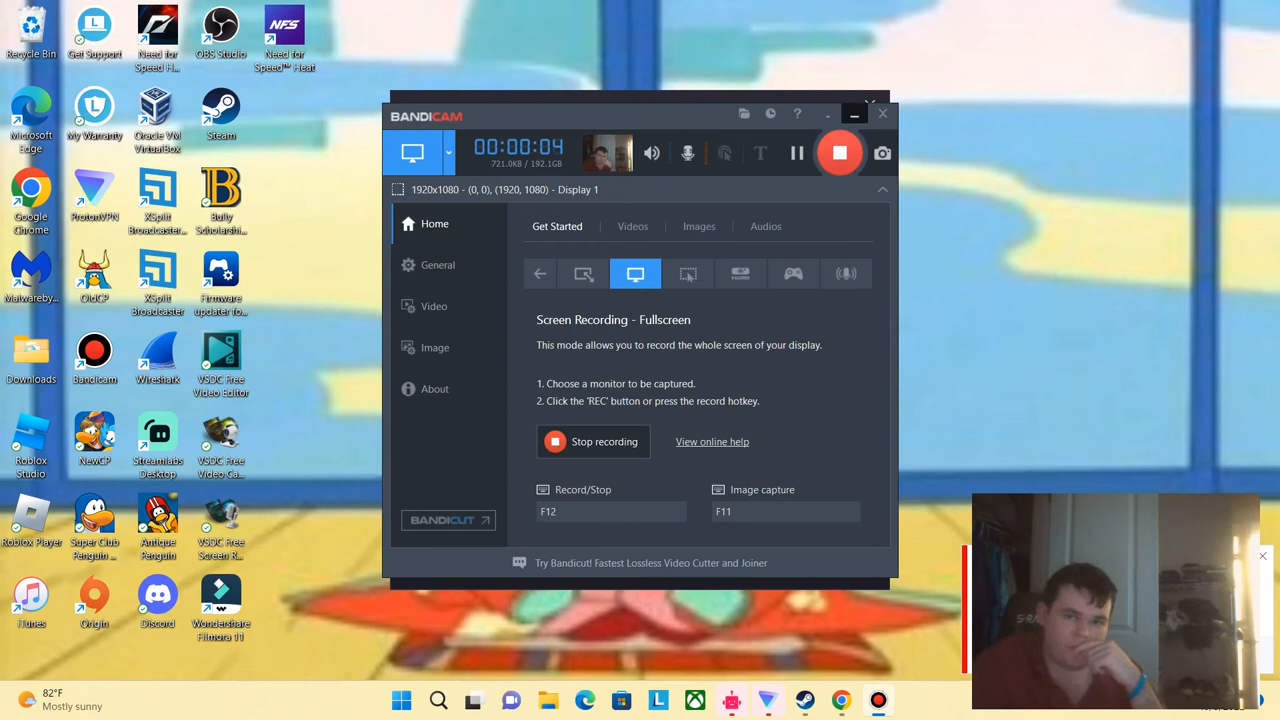 Recycle Bin
Get Support
Need for
Speed H...
OBS Studio
NFS
Need for
Speed™ Heat
Microsoft
Edge
My Warranty
Oracle VM
VirtualBox
Steam
Google
Chrome
ProtonVPN
XSplit
Broadcaster...
Bully
Scholarshi...
Malwareby...
OldCP
XSplit
Broadcaster
Firmware
updater fo...
Downloads
Bandicam
Wireshark
VSDC Free
Video Editor
Roblox
Studio
NewCP
Streamlabs
Desktop
VSDC Free
Video Ca...
Roblox Player
Super Club
Penguin ...
Antique
Penguin
VSDC Free
Screen R...
iTunes
Origin
Discord
Wondershare
Filmora 11
BANDICAM
00:00:04
721.0KB / 192.1GB
1920x1080 - (0, 0), (1920, 1080) - Display 1
Home
General
Video
Image
About
BANDICUT
Get Started
Videos
Images
Audios
HDMI
Screen Recording - Fullscreen
This mode allows you to record the whole screen of your display.
1. Choose a monitor to be captured.
2. Click the 'REC' button or press the record hotkey.
Stop recording
View online help
Record/Stop
Image capture
F12
F11
Try Bandicut! Fastest Lossless Video Cutter and Joiner
82°F
Mostly sunny